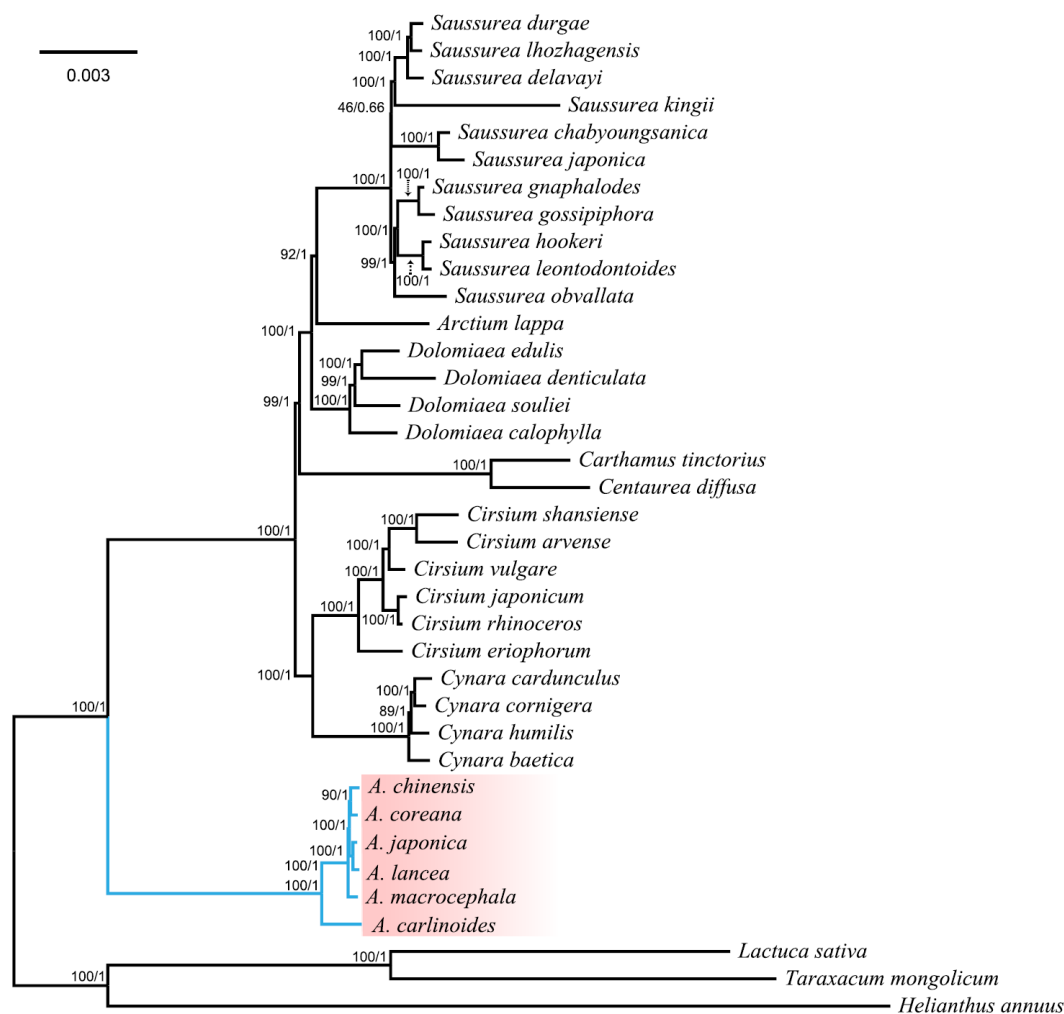 Saussurea durgae
100/1
Saussurea lhozhagensis
100/1
Saussurea delavayi
0.003
100/1
46/0.66
Saussurea kingii
Saussurea chabyoungsanica
100/1
Saussurea japonica
100/1
100/1
Saussurea gnaphalodes
Saussurea gossipiphora
100/1
Saussurea hookeri
92/1
99/1
Saussurea leontodontoides
100/1
Saussurea obvallata
Arctium lappa
100/1
Dolomiaea edulis
100/1
99/1
Dolomiaea denticulata
99/1
100/1
Dolomiaea souliei
Dolomiaea calophylla
Carthamus tinctorius
100/1
Centaurea diffusa
Cirsium shansiense
100/1
100/1
Cirsium arvense
100/1
Cirsium vulgare
100/1
Cirsium japonicum
100/1
100/1
Cirsium rhinoceros
Cirsium eriophorum
100/1
Cynara cardunculus
100/1
Cynara cornigera
100/1
89/1
100/1
Cynara humilis
Cynara baetica
A. chinensis
90/1
A. coreana
100/1
A. japonica
100/1
100/1
A. lancea
100/1
A. macrocephala
A. carlinoides
Lactuca sativa
100/1
100/1
Taraxacum mongolicum
Helianthus annuus